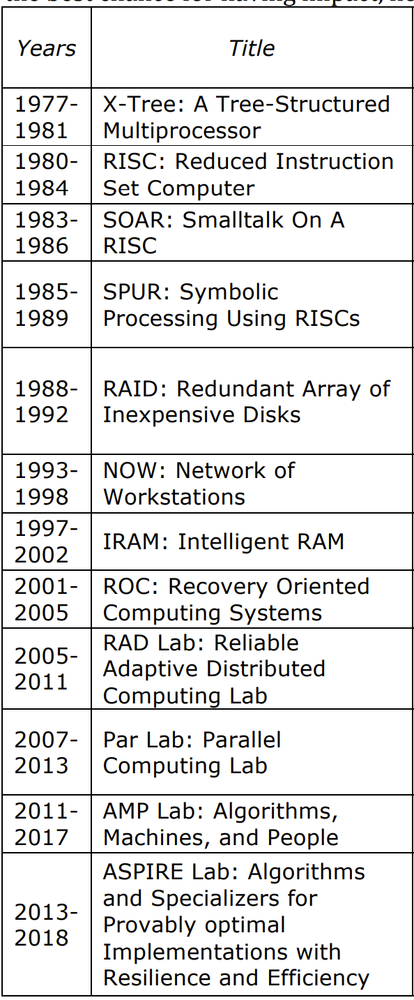 Years Title
1977- X-Tree: A Tree-Structured
1981 Multiprocessor
1980- RISC: Reduced Instruction
1984 Set Computer
1983- SOAR: Smalltalk On A
1986 RISC
1985- SPUR: Symbolic
1989 Processing Using RISCs
1988- RAID: Redundant Array of
1992 Inexpensive Disks
1993- NOW: Network of
1998 Workstations
1997-
2002
IRAM: Intelligent RAM
2001- ROC: Recovery Oriented
2005 Computing Systems
2005-
2011
RAD Lab: Reliable
Adaptive Distributed
Computing Lab
2007- Par Lab: Parallel
2013 Computing Lab
2011- AMP Lab: Algorithms,
2017 Machines, and People
2013-
2018
ASPIRE Lab: Algorithms
and Specializers for
Provably optimal
Implementations with
Resilience and Efficiency